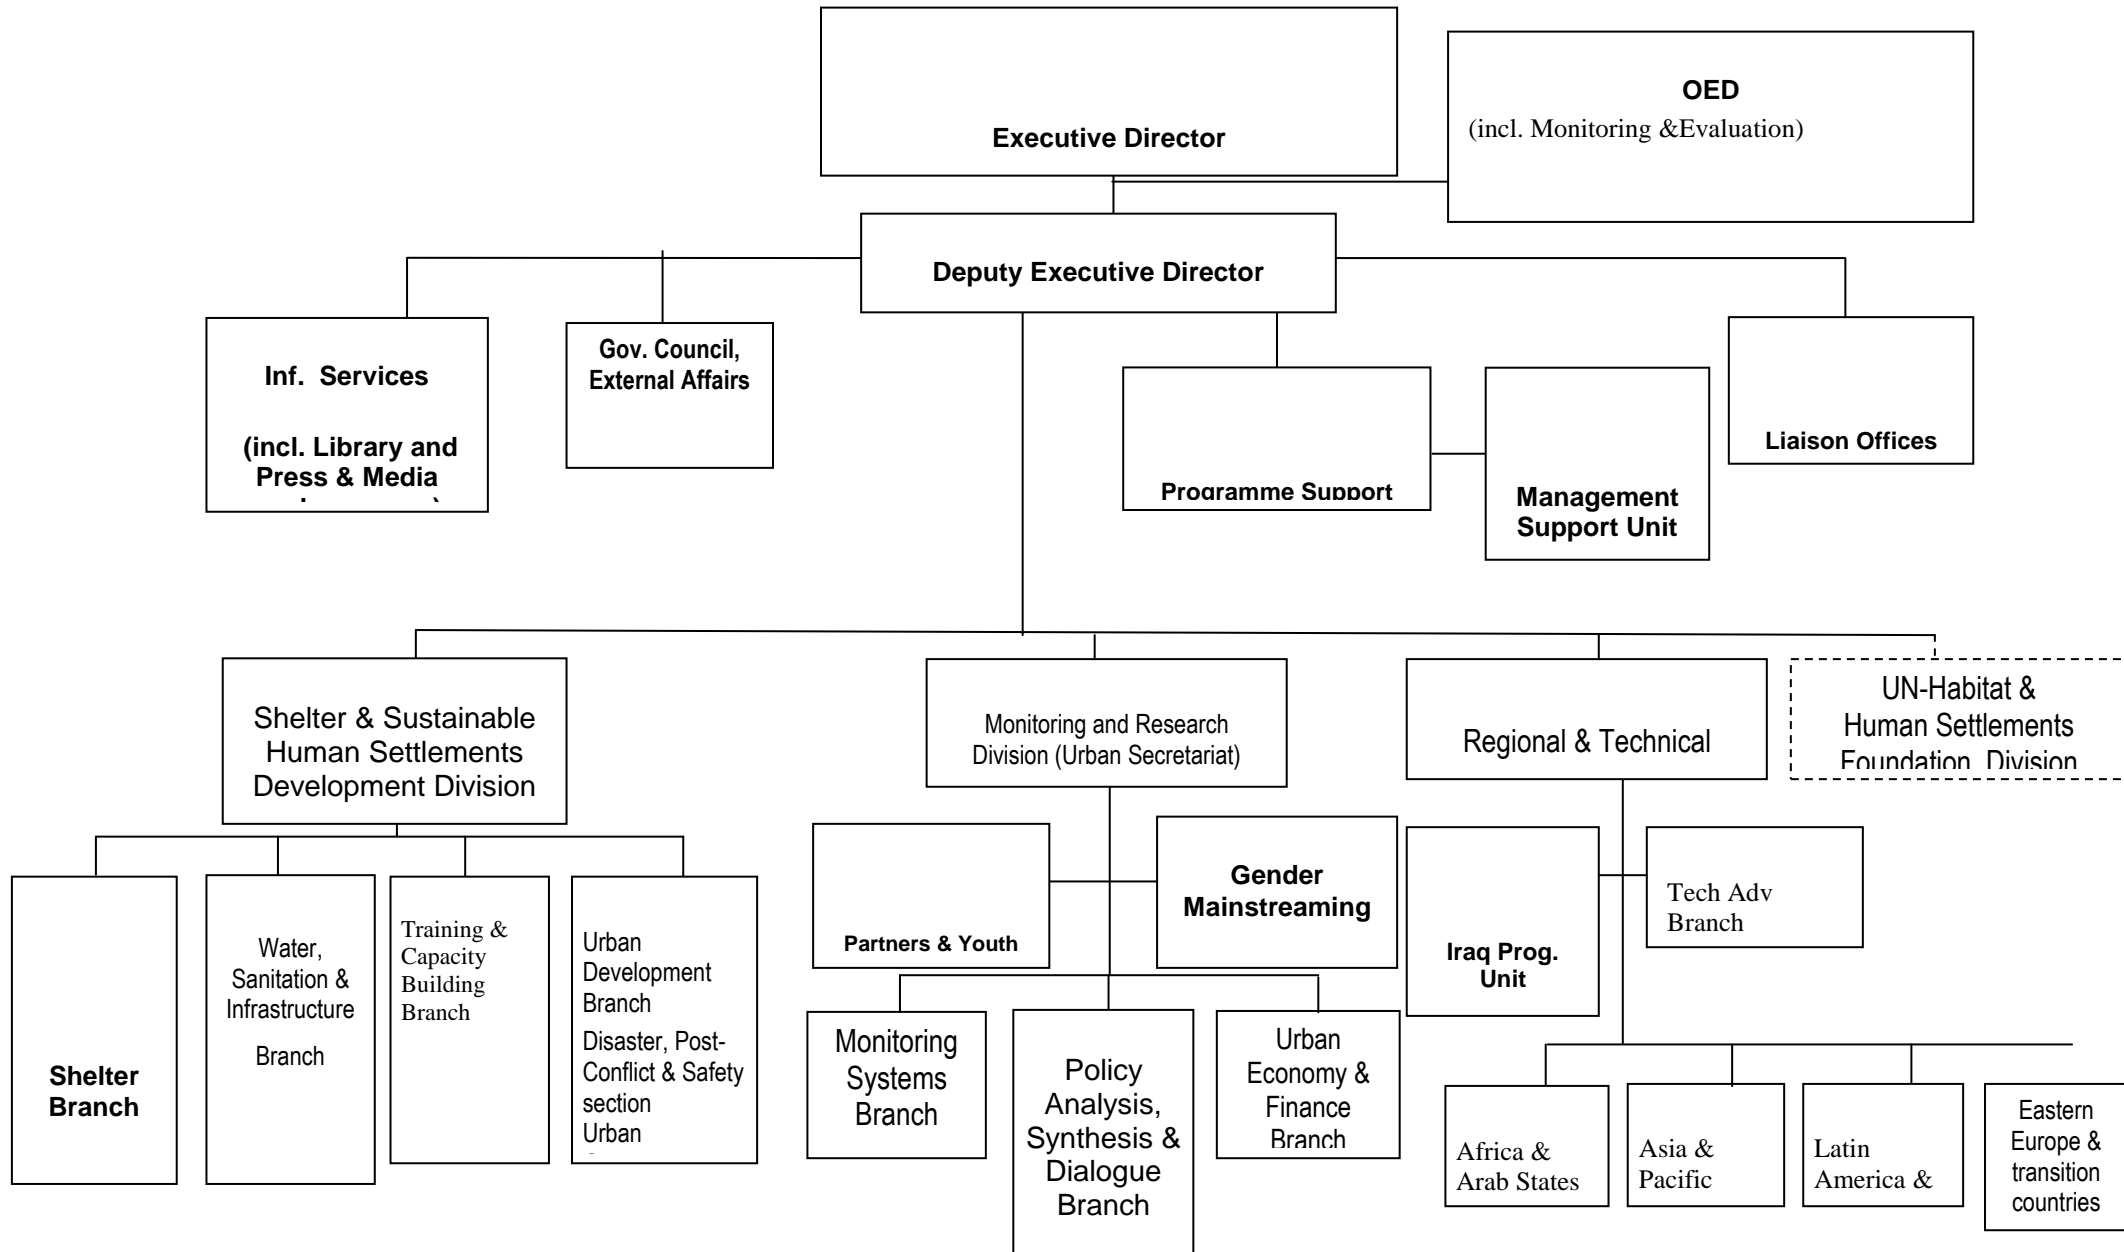 Executive Director
OED
(incl. Monitoring &Evaluation)
Deputy Executive Director
Inf. Services
(incl. Library and
Press & Media
Gov. Council,
External Affairs
Programme Support
Management
Support Unit
Liaison Offices
Shelter & Sustainable
Human Settlements
Development Division
Monitoring and Research
Division (Urban Secretariat)
Regional & Technical
UN-Habitat &
Human Settlements
Foundation Division
Shelter
Branch
Water,
Sanitation &
Infrastructure
Branch
Training &
Capacity
Building
Branch
Urban
Development
Branch
Disaster, Post-
Conflict & Safety
section
Urban
Partners & Youth
Gender
Mainstreaming
Monitoring
Systems
Branch
Policy
Analysis,
Synthesis &
Dialogue
Branch
Urban
Economy &
Finance
Branch
Iraq Prog.
Unit
Tech Adv
Branch
Africa &
Arab States
Asia &
Pacific
Latin
America &
Eastern
Europe &
transition
countries